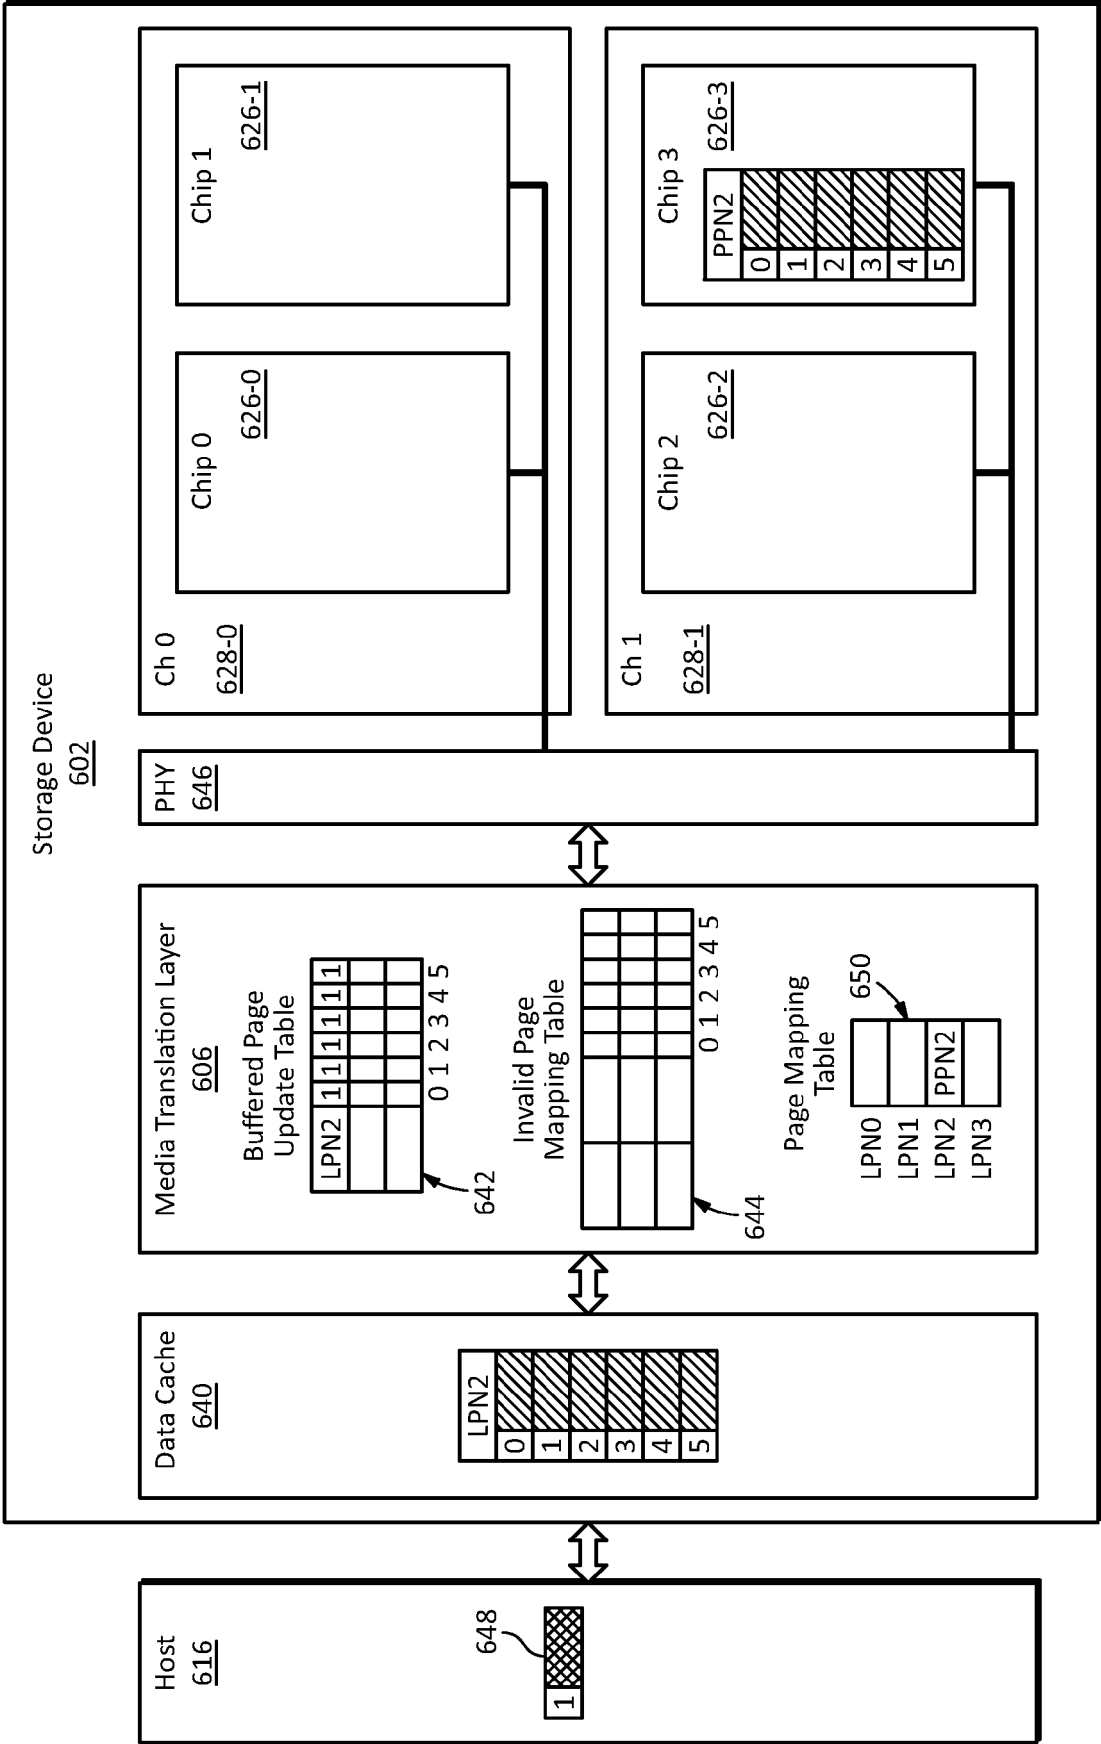 Storage Device
602
Host
616
648
1
Data Cache
640
LPN2
0
1
2
3
4
5
Media Translation Layer
606
Buffered Page
Update Table
LPN2 1 1 1 1 1 1
0 1 2 3 4 5
642
Invalid Page
Mapping Table
0 1 2 3 4 5
644
Page Mapping
Table
650
LPN0
LPN1
LPN2 PPN2
LPN3
PHY
646
Ch 0
628-0
Chip 0
626-0
Chip 1
626-1
Ch 1
628-1
Chip 2
626-2
Chip 3
626-3
PPN2
0
1
2
3
4
5